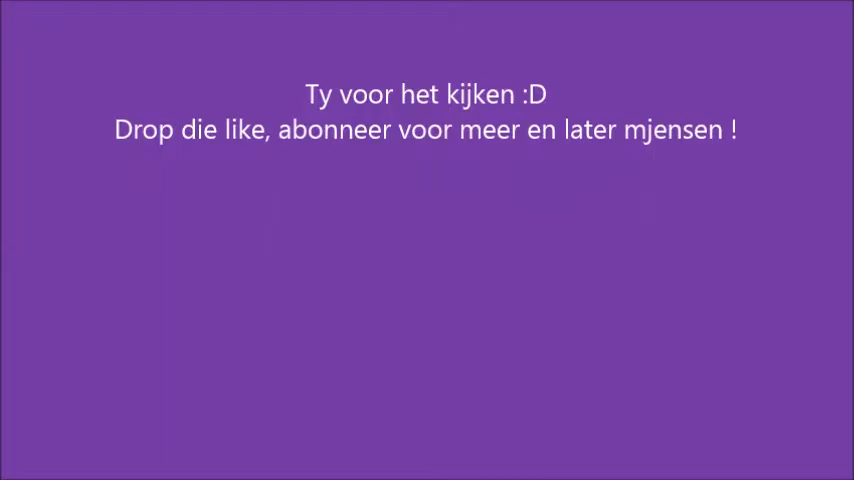 Ty voor het kijken :D
Drop die like, abonneer voor meer en later mjensen !